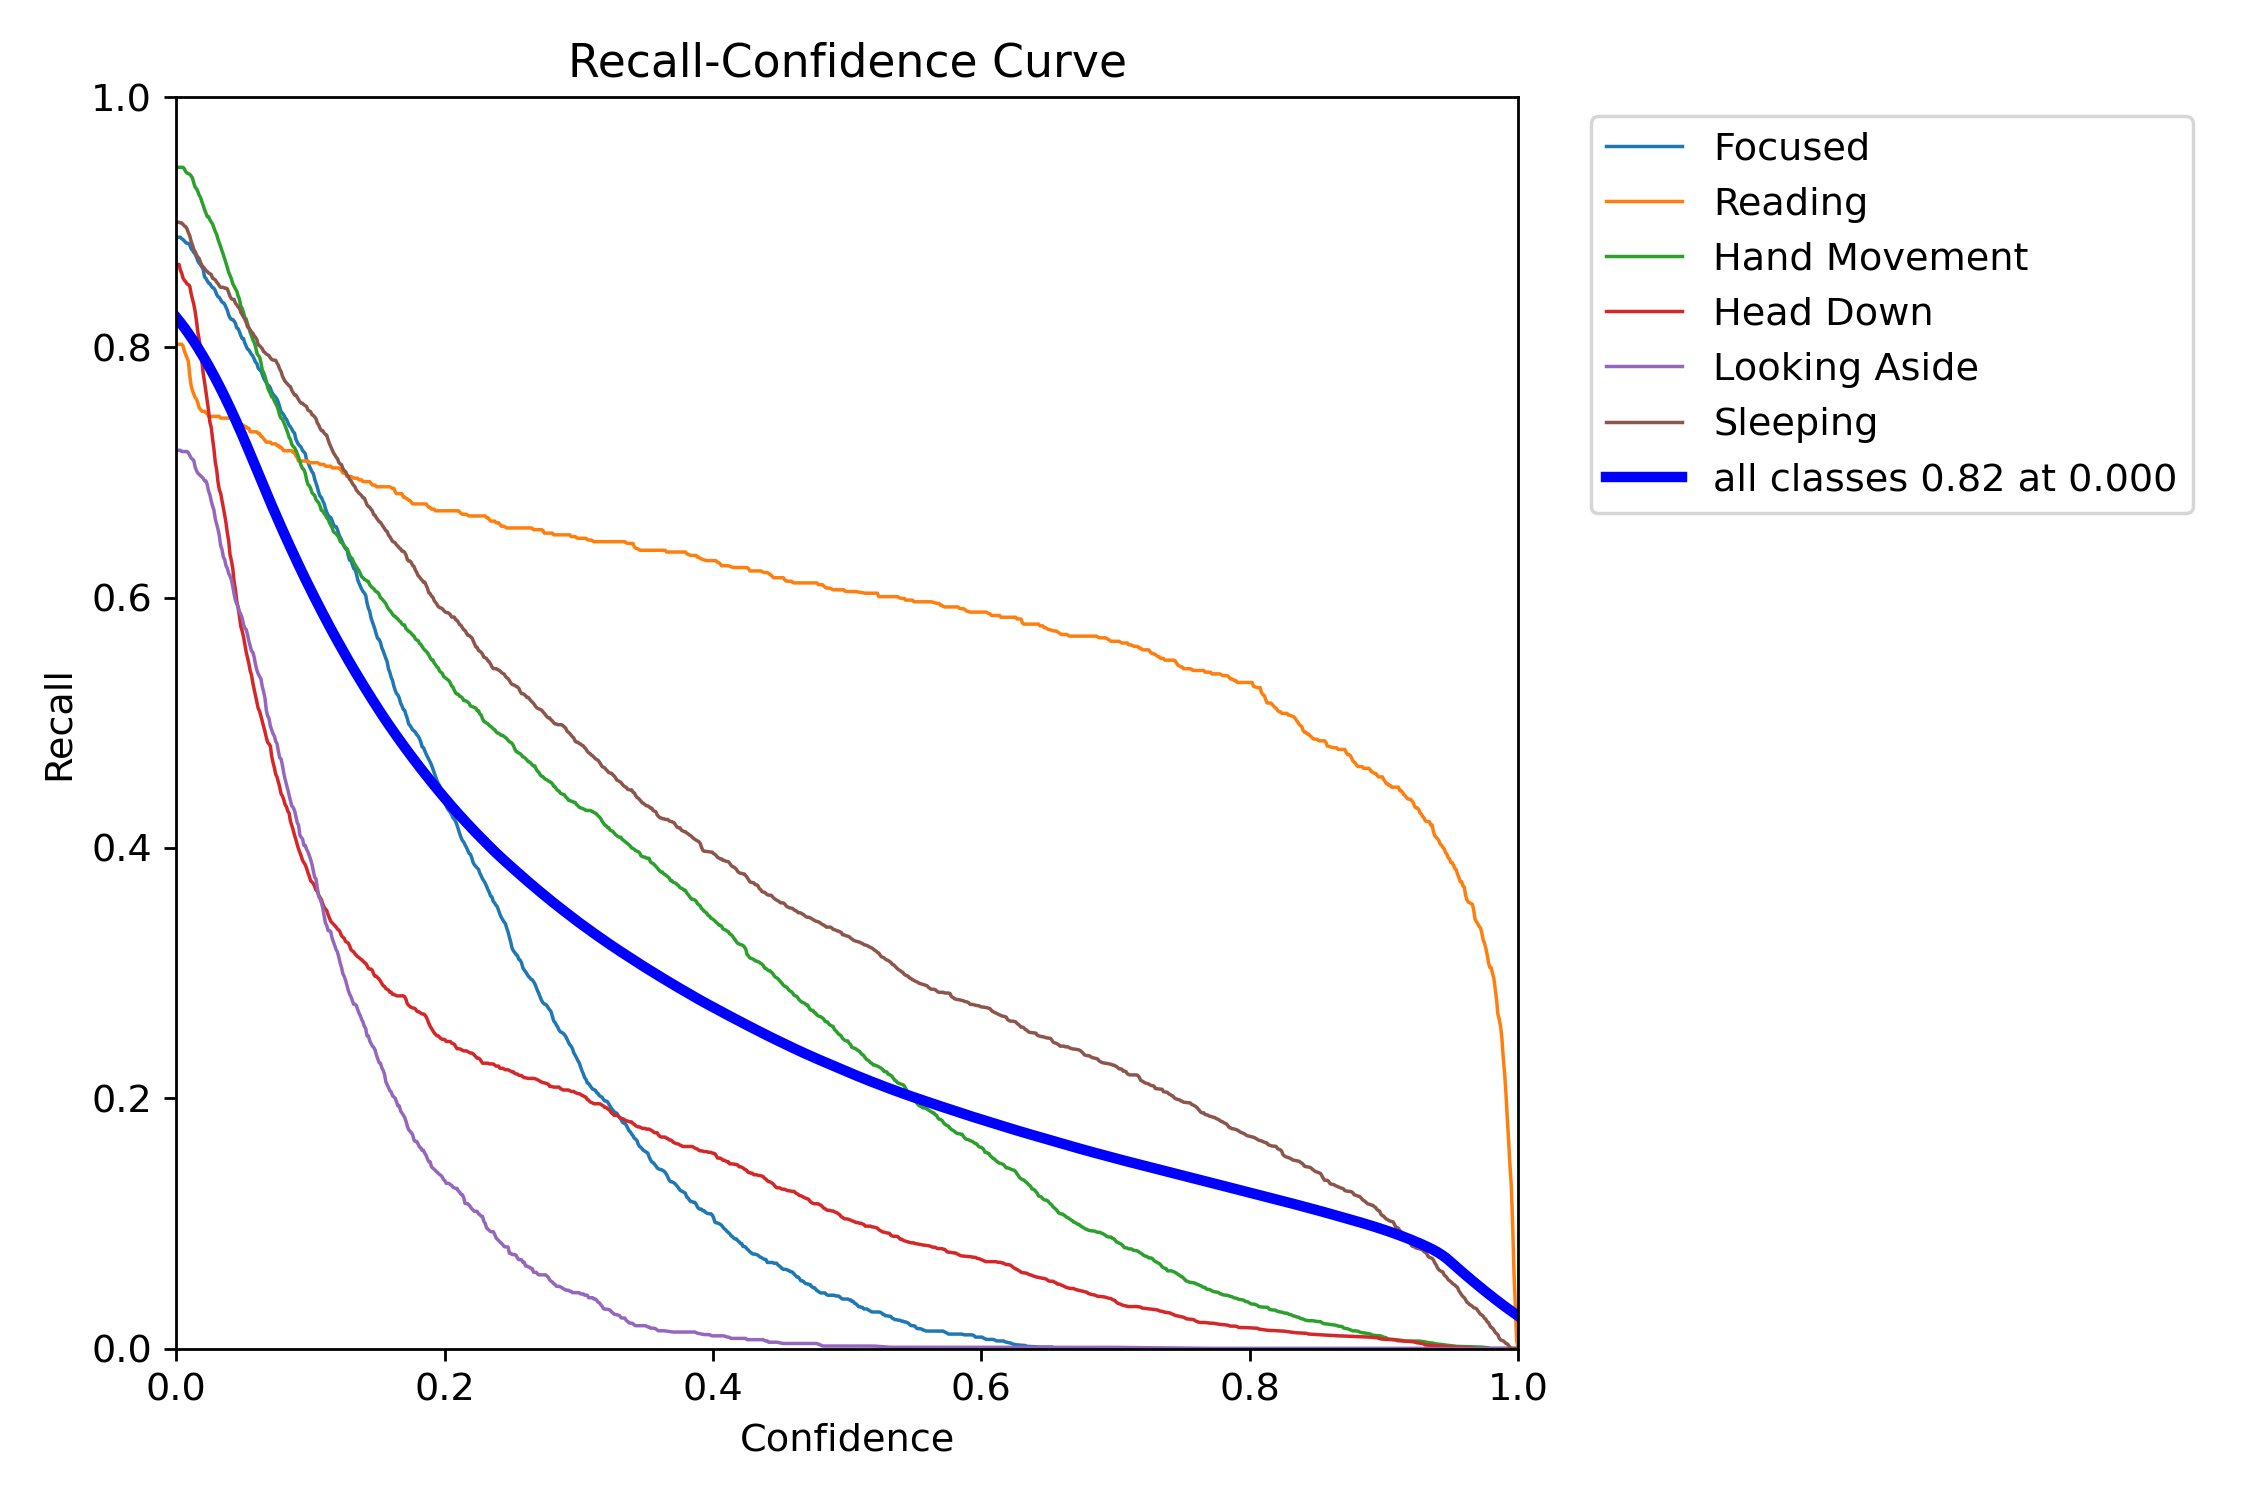 Recall-Confidence Curve
1.0
0.8
0.6
0.4
0.2
0.0
Recall
0.0 0.2 0.4 0.6 0.8 1.0
Confidence
Focused
Reading
Hand Movement
Head Down
Looking Aside
Sleeping
all classes 0.82 at 0.000